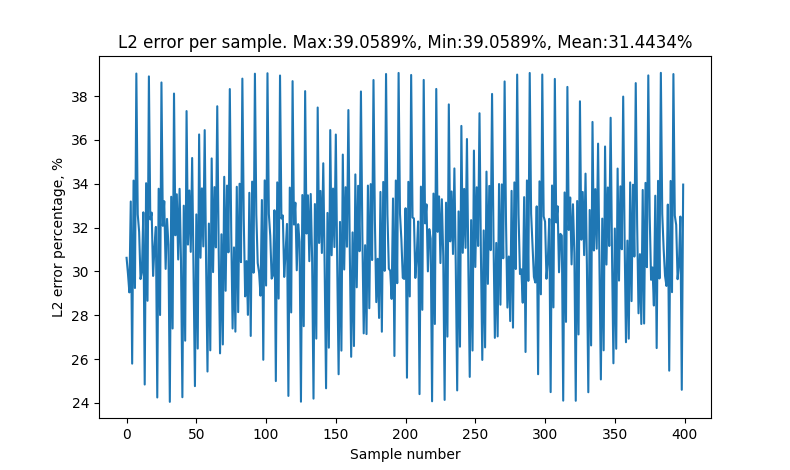 L2 error per sample. Max:39.0589%, Min:39.0589%, Mean:31.4434%
L2 error percentage, %
38
36
34
32
30
28
26
24
0 50 100 150 200 250 300 350 400
Sample number